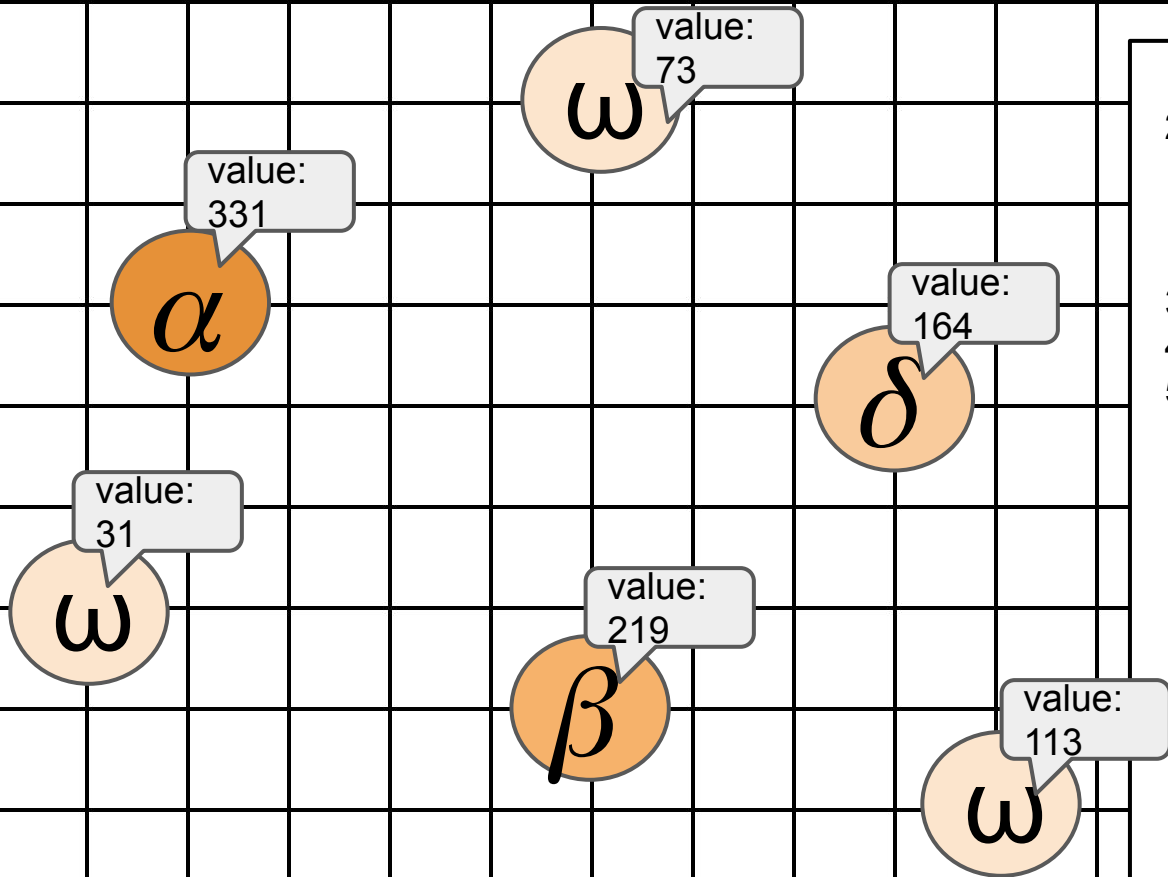 value:
73
ω
value:
331
α
value:
164
δ
value:
31
ω
value:
219
β
value:
113
ω